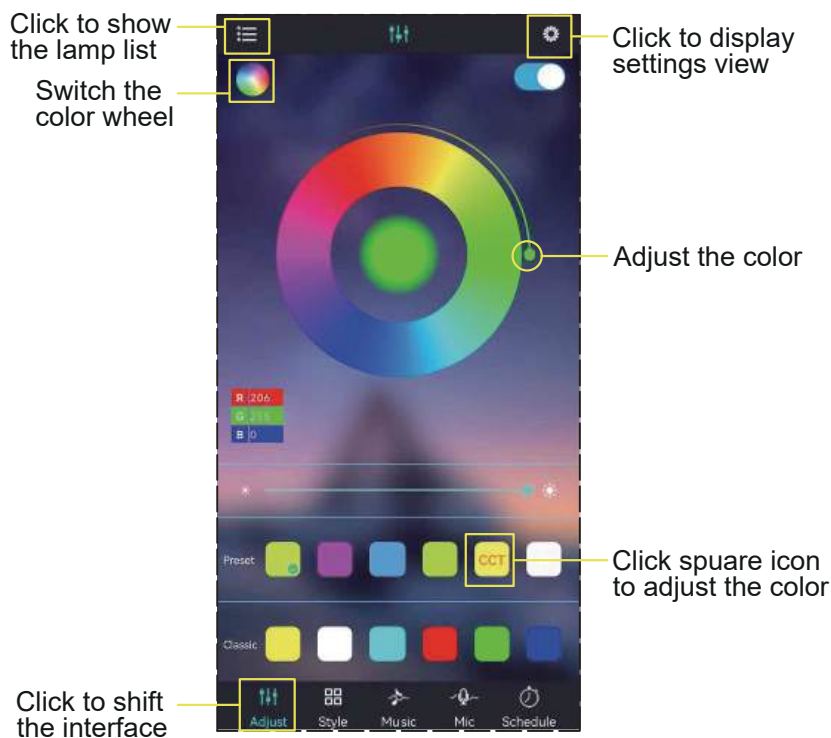 Click to show
the lamp list
Switch the
color wheel
Click to display
settings view
Adjust the color
R 206
G 255
B 0
Preset
CCT
Click spuare icon
to adjust the color
Classic
Click to shift
the interface
Adjust
Style
Music
Mic
Schedule